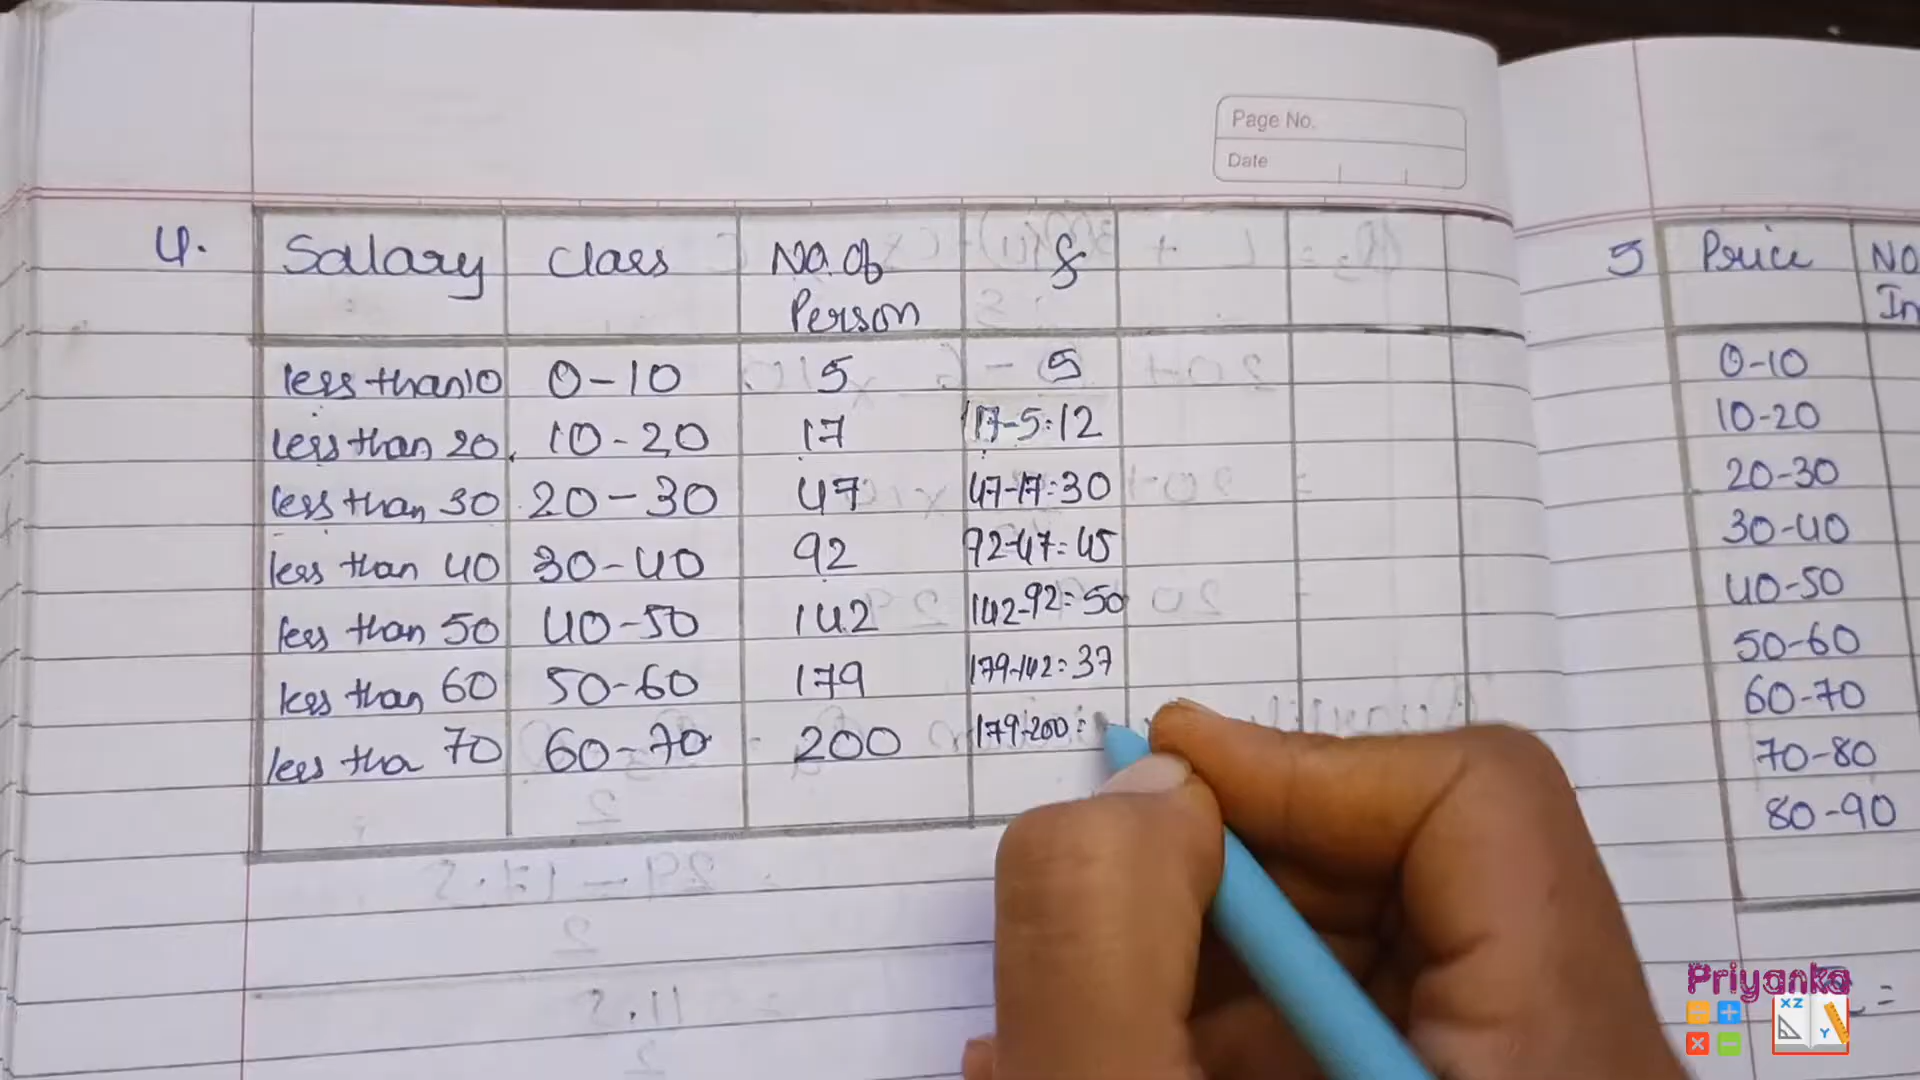 Page No.
Date
4. Salary Class No. of Person f
less than 10 0-10 5 - 5
less than 20 10-20 17 17-5=12
less than 30 20-30 47 47-17=30
less than 40 30-40 92 92-47=45
less than 50 40-50 142 142-92=50
less than 60 50-60 179 179-142=37
less tha 70 60-70 200 179-200=
5 Price NO In
0-10
10-20
20-30
30-40
40-50
50-60
60-70
70-80
80-90
=
Priyanka
XZ
Y